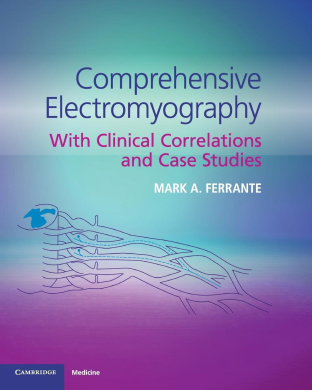 Comprehensive
Electromyography
With Clinical Correlations
and Case Studies
MARK A. FERRANTE
CAMBRIDGE
Medicine